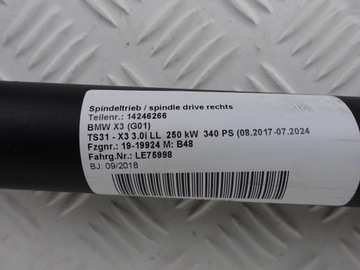 Spindeltrieb / spindle drive rechts
Teilenr.: 14246266
BMW X3 (G01)
TS31 - X3 3.0i LL 250 kW 340 PS (08.2017-07.2024
Fzgnr.: 19-19924 M: B48
Fahrg.Nr.: LE75998
BJ: 09/2018